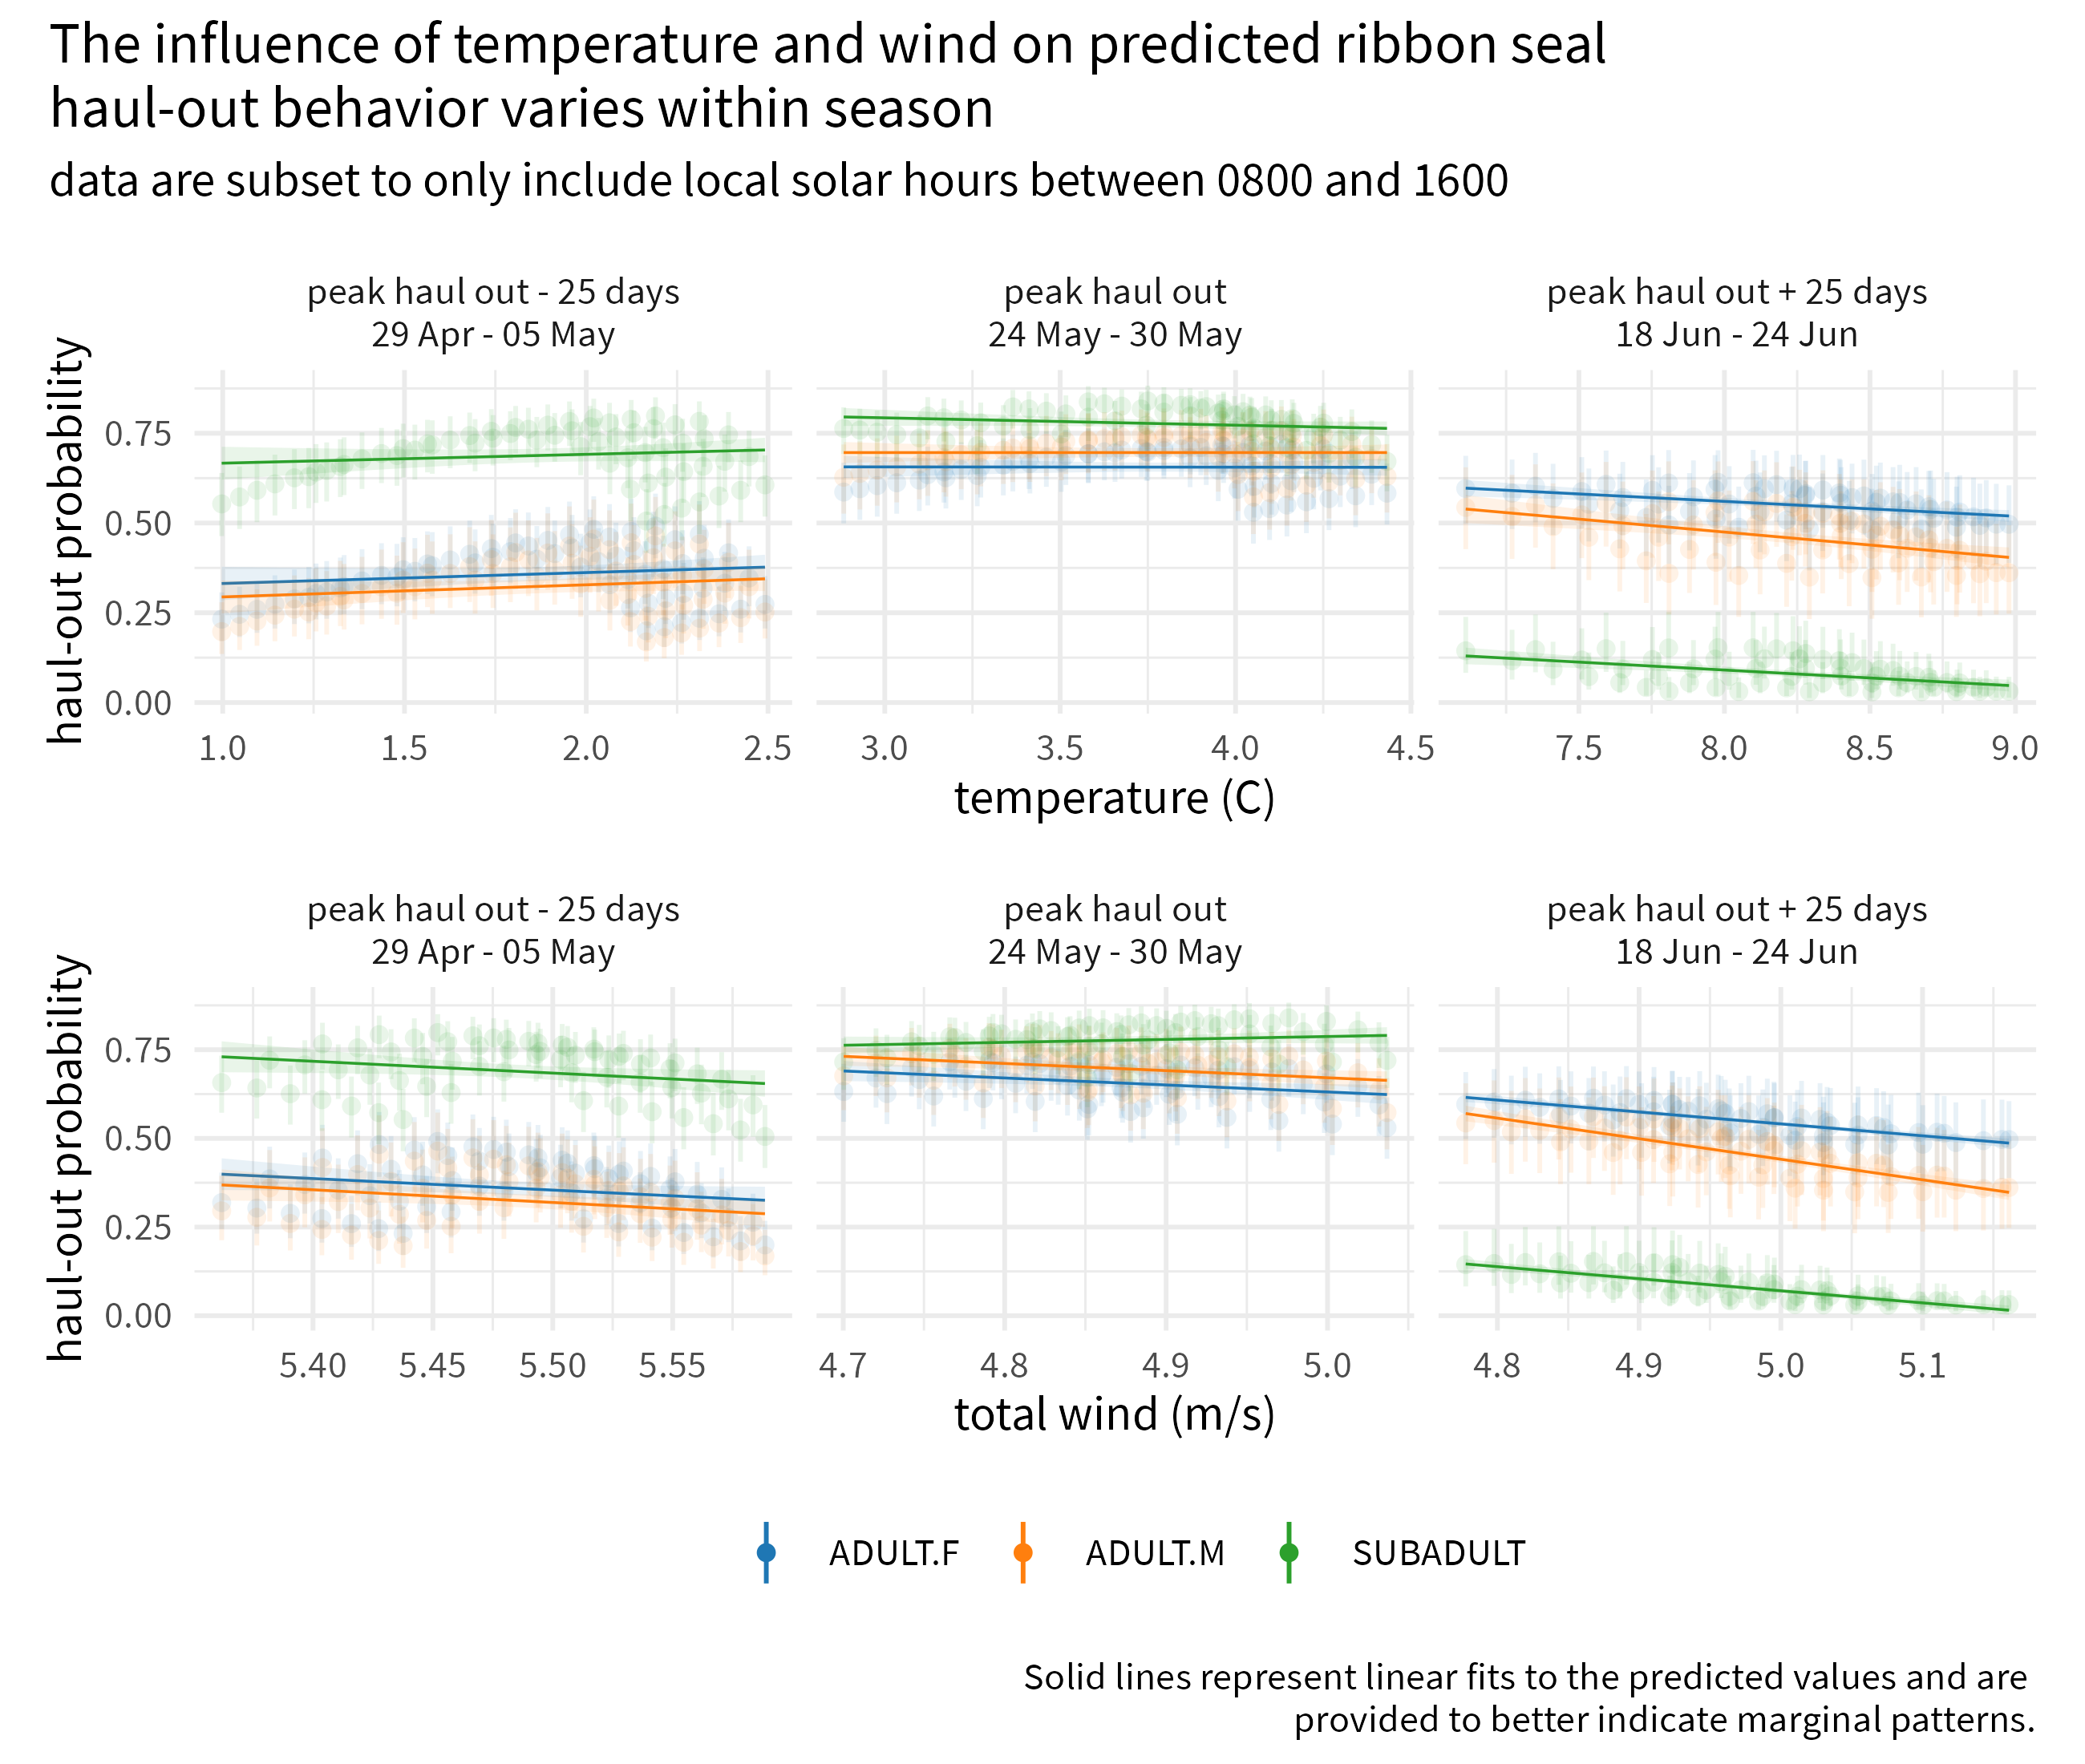 The influence of temperature and wind on predicted ribbon seal
haul-out behavior varies within season
data are subset to only include local solar hours between 0800 and 1600
peak haul out - 25 days
29 Apr - 05 May
peak haul out
24 May - 30 May
peak haul out + 25 days
18 Jun - 24 Jun
haul-out probability
0.75
0.50
0.25
0.00
1.0 1.5 2.0 2.5
3.0 3.5 4.0 4.5
7.5 8.0 8.5 9.0
temperature (C)
peak haul out - 25 days
29 Apr - 05 May
peak haul out
24 May - 30 May
peak haul out + 25 days
18 Jun - 24 Jun
haul-out probability
0.75
0.50
0.25
0.00
5.40 5.45 5.50 5.55
4.7 4.8 4.9 5.0
4.8 4.9 5.0 5.1
total wind (m/s)
ADULT.F ADULT.M SUBADULT
Solid lines represent linear fits to the predicted values and are
provided to better indicate marginal patterns.